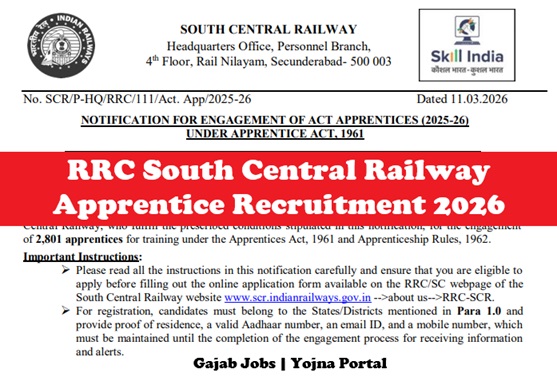 SOUTH CENTRAL RAILWAY
Headquarters Office, Personnel Branch,
4th Floor, Rail Nilayam, Secunderabad- 500 003
Skill India
कौशल भारत-कुशल भारत
No. SCR/P-HQ/RRC/111/Act. App/2025-26 Dated 11.03.2026
NOTIFICATION FOR ENGAGEMENT OF ACT APPRENTICES (2025-26)
UNDER APPRENTICE ACT, 1961
RRC South Central Railway
Apprentice Recruitment 2026
Central Railway, who fulfill the prescribed conditions stipulated in this notification, for the engagement
of 2,801 apprentices for training under the Apprentices Act, 1961 and Apprenticeship Rules, 1962.
Important Instructions:
➤ Please read all the instructions in this notification carefully and ensure that you are eligible to
apply before filling out the online application form available on the RRC/SC webpage of the
South Central Railway website www.scr.indianrailways.gov.in -->about us-->RRC-SCR.
➤ For registration, candidates must belong to the States/Districts mentioned in Para 1.0 and
provide proof of residence, a valid Aadhaar number, an email ID, and a mobile number, which
must be maintained until the completion of the engagement process for receiving information
and alerts.
Gajab Jobs | Yojna Portal